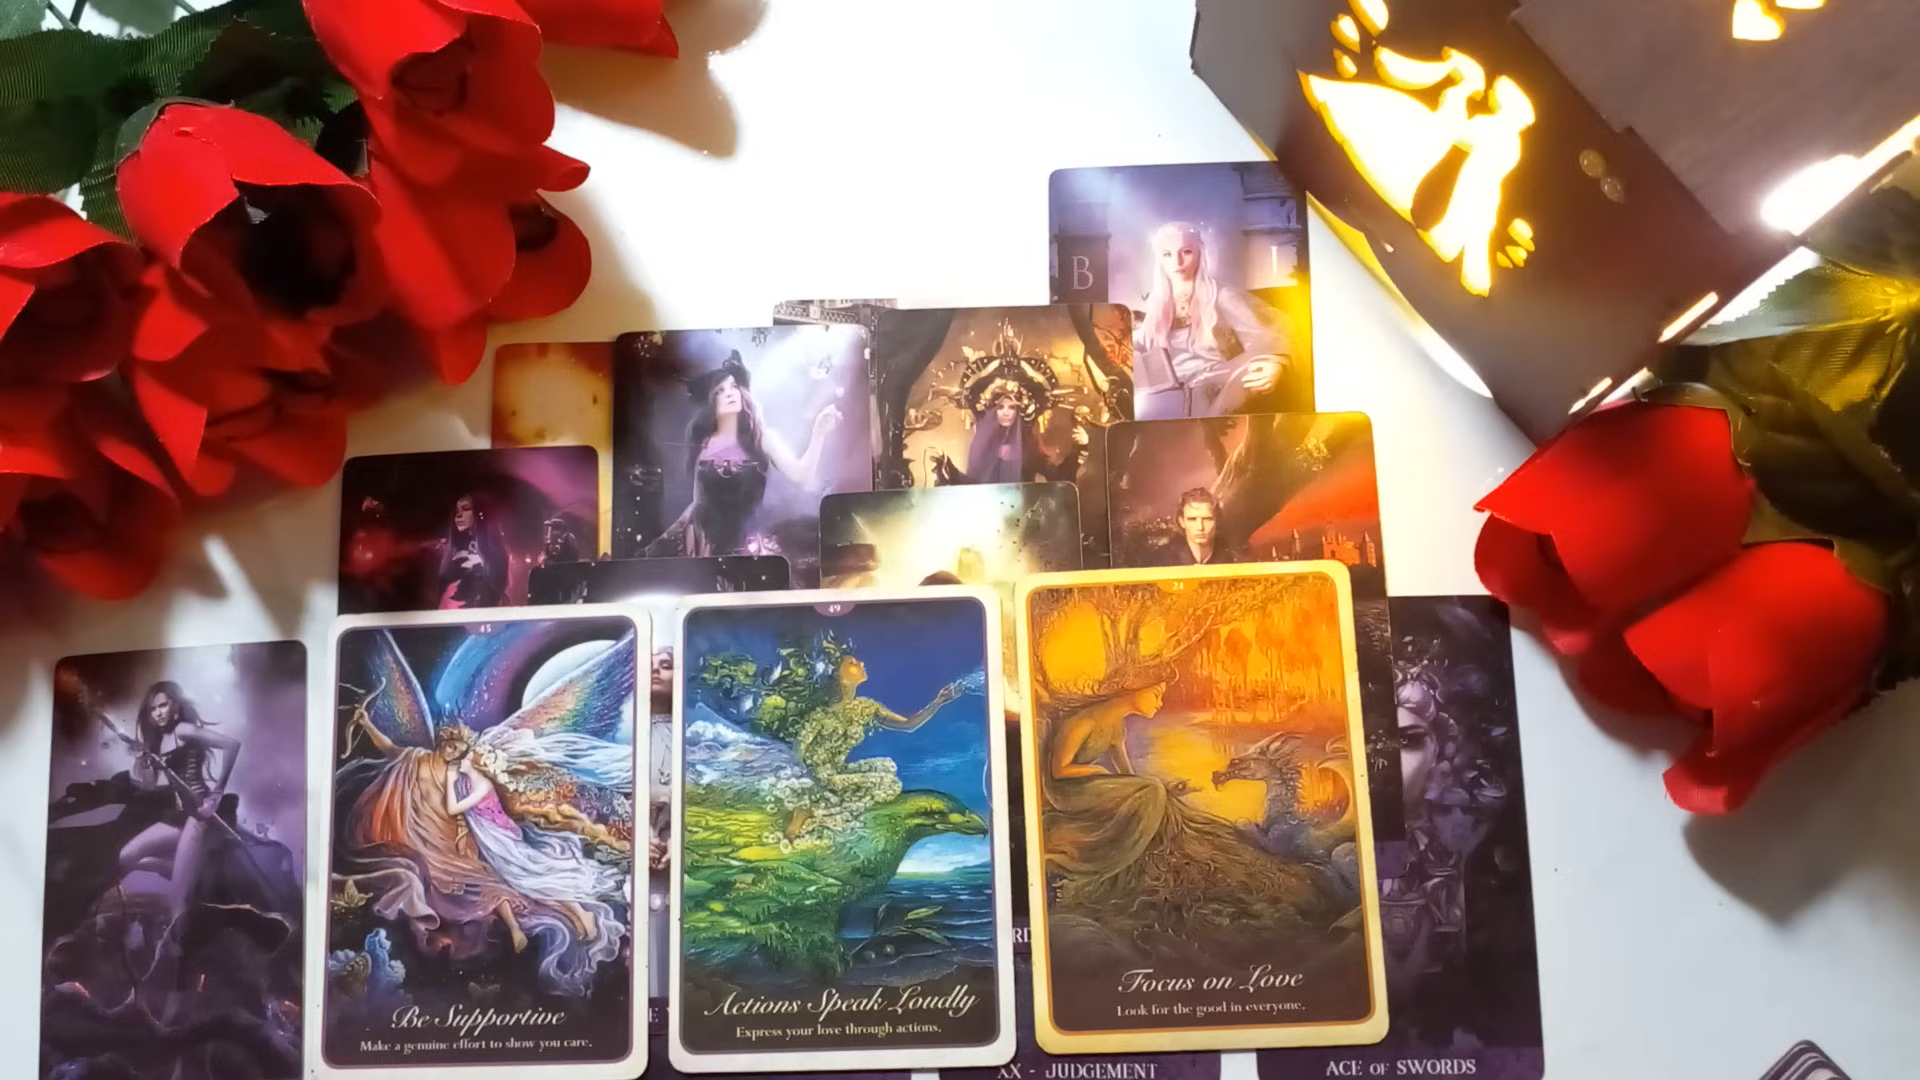 B
45
Be Supportive
Make a genuine effort to show you care.
49
Actions Speak Loudly
Express your love through actions.
24
Focus on Love
Look for the good in everyone.
XX - JUDGEMENT
ACE OF SWORDS